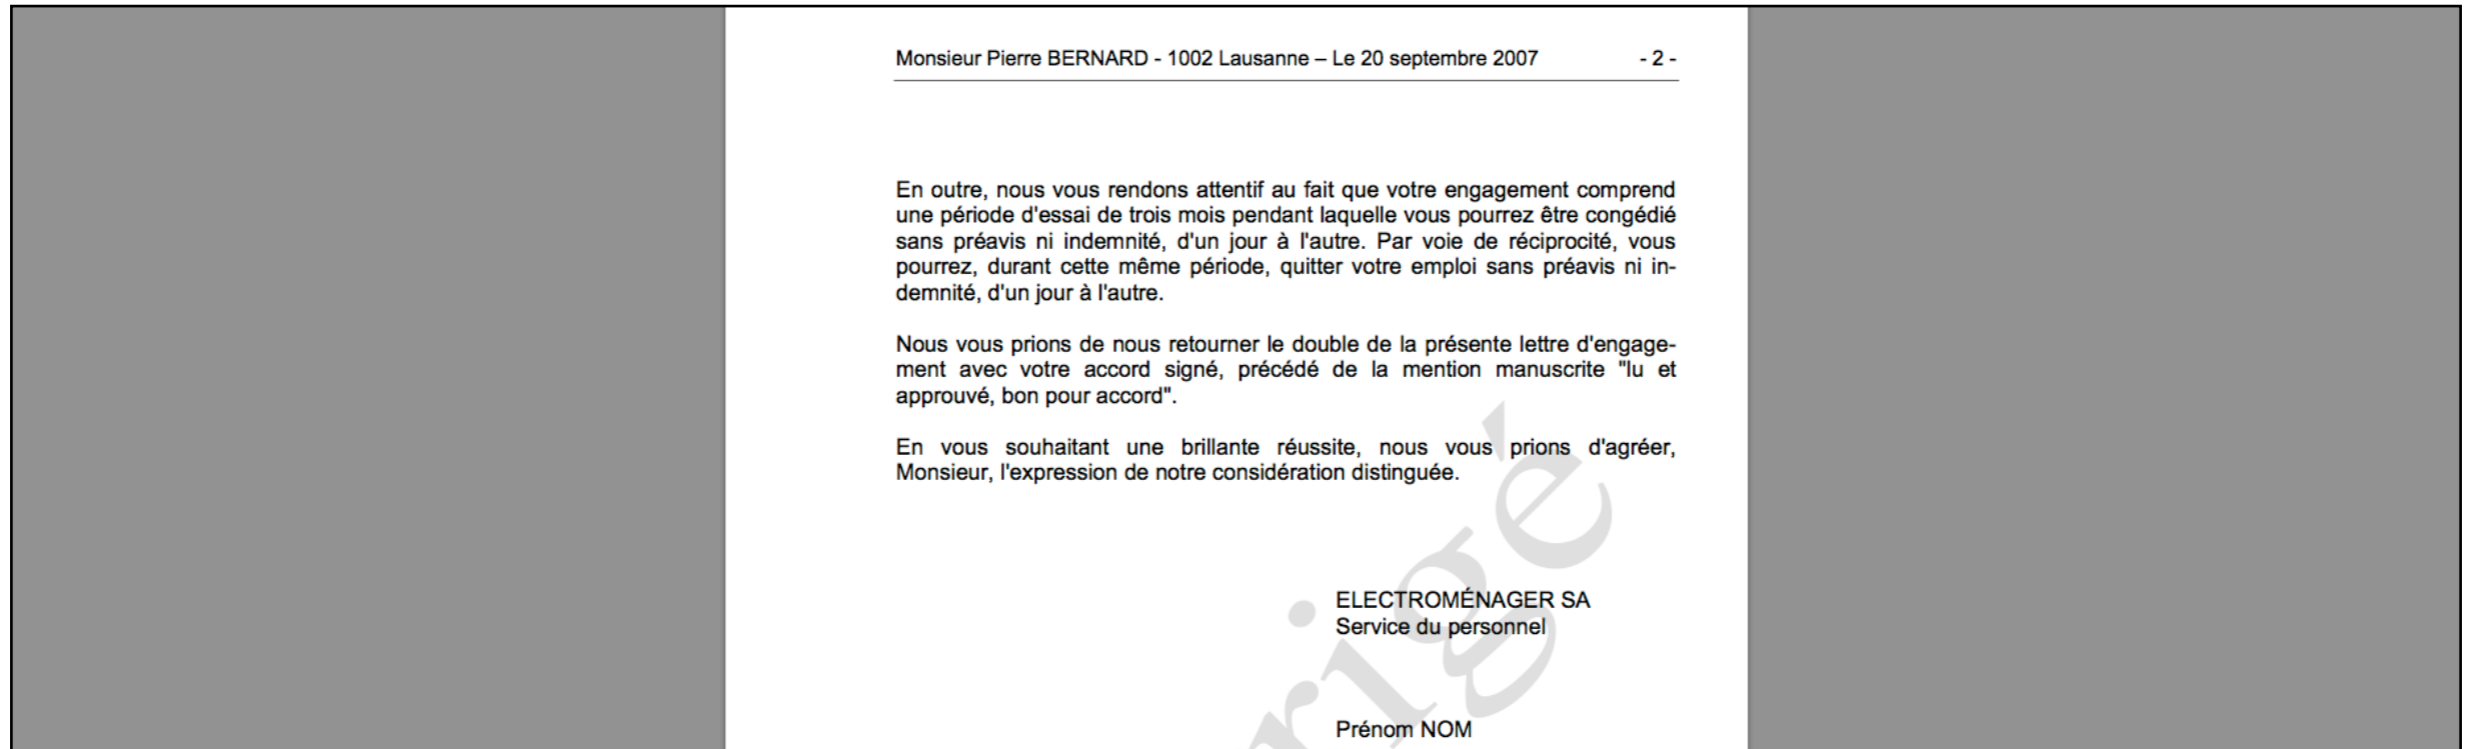 Monsieur Pierre BERNARD - 1002 Lausanne – Le 20 septembre 2007 - 2 -
En outre, nous vous rendons attentif au fait que votre engagement comprend
une période d'essai de trois mois pendant laquelle vous pourrez être congédié
sans préavis ni indemnité, d'un jour à l'autre. Par voie de réciprocité, vous
pourrez, durant cette même période, quitter votre emploi sans préavis ni in-
demnité, d'un jour à l'autre.
Nous vous prions de nous retourner le double de la présente lettre d'engage-
ment avec votre accord signé, précédé de la mention manuscrite "lu et
approuvé, bon pour accord".
En vous souhaitant une brillante réussite, nous vous prions d'agréer,
Monsieur, l'expression de notre considération distinguée.
ELECTROMÉNAGER SA
Service du personnel
Prénom NOM
rigé